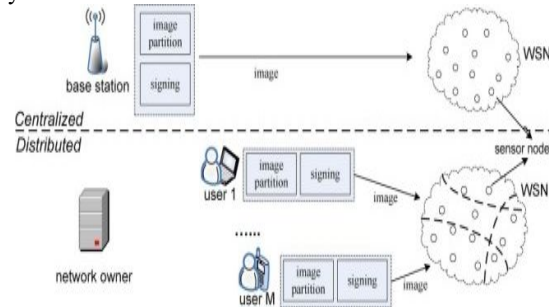 y
image
partition
signing
base station
image
WSN
Centralized
Distributed
sensor node
user 1
image
partition
signing
image
WSN
......
network owner
user M
image
partition
signing
image